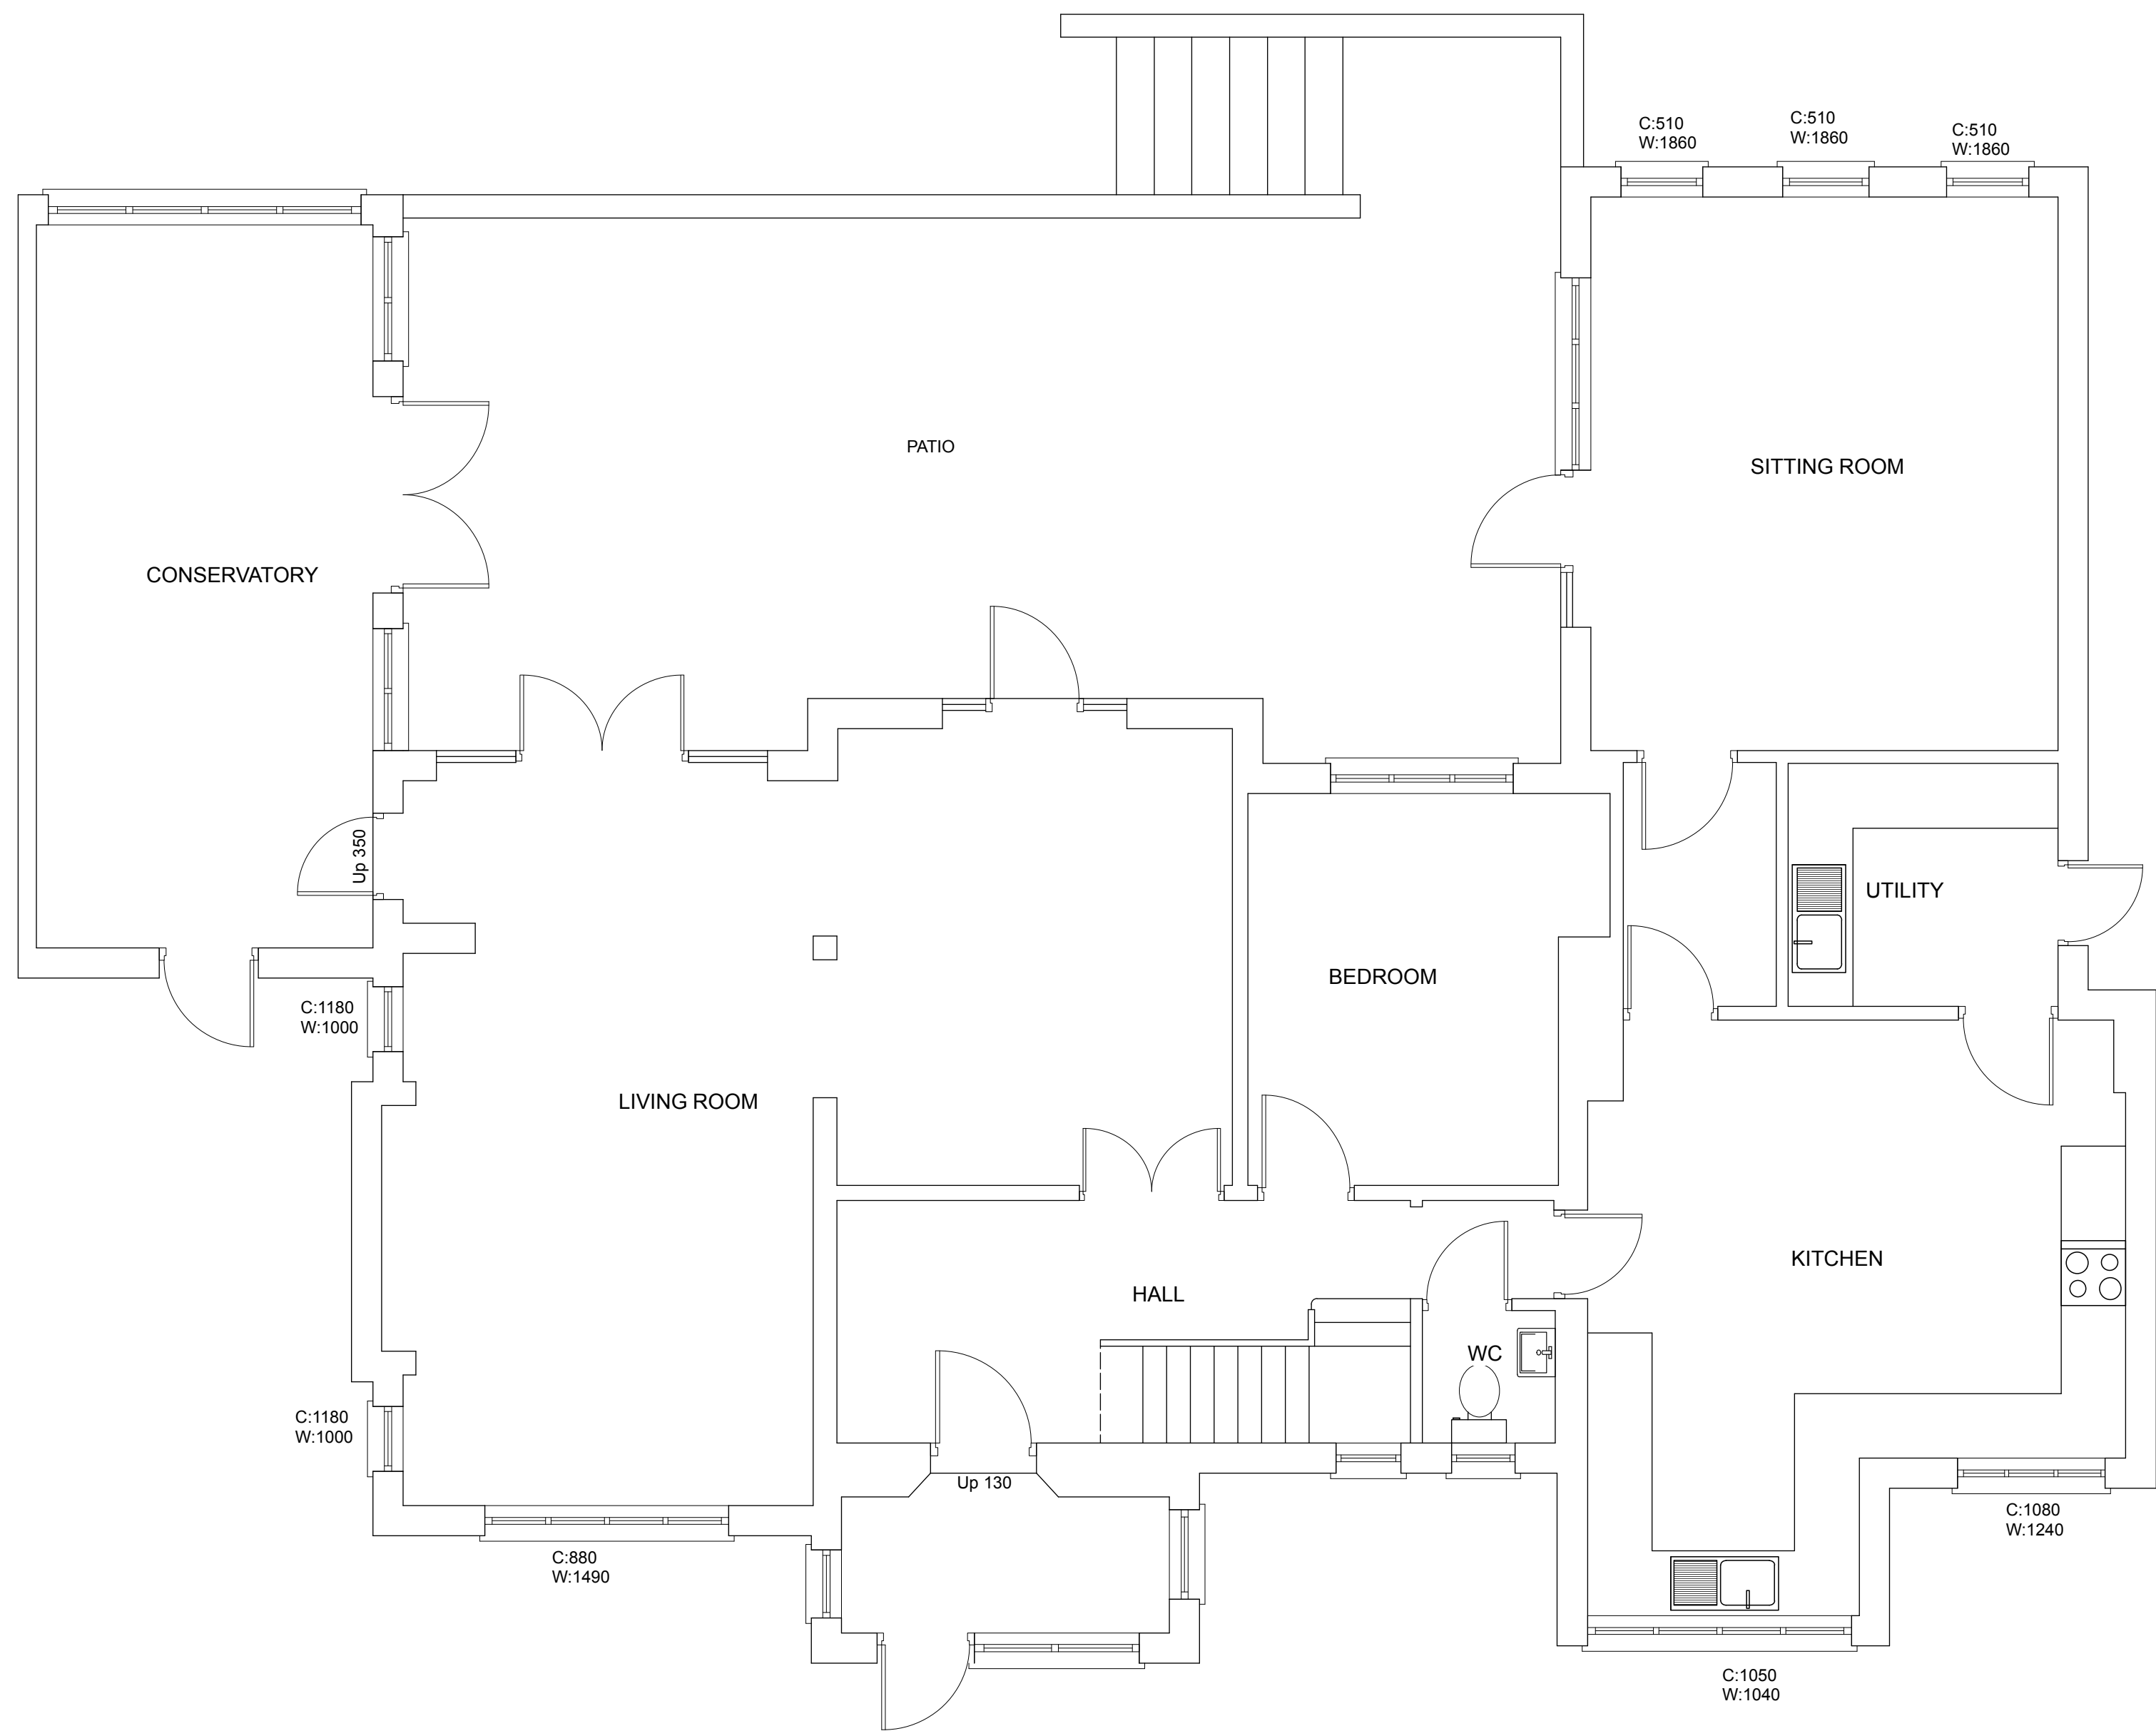 C:510
W:1860
C:510
W:1860
C:510
W:1860
PATIO
SITTING ROOM
CONSERVATORY
Up 350
UTILITY
BEDROOM
C:1180
W:1000
LIVING ROOM
KITCHEN
HALL
WC
C:1180
W:1000
Up 130
C:1080
W:1240
C:880
W:1490
C:1050
W:1040